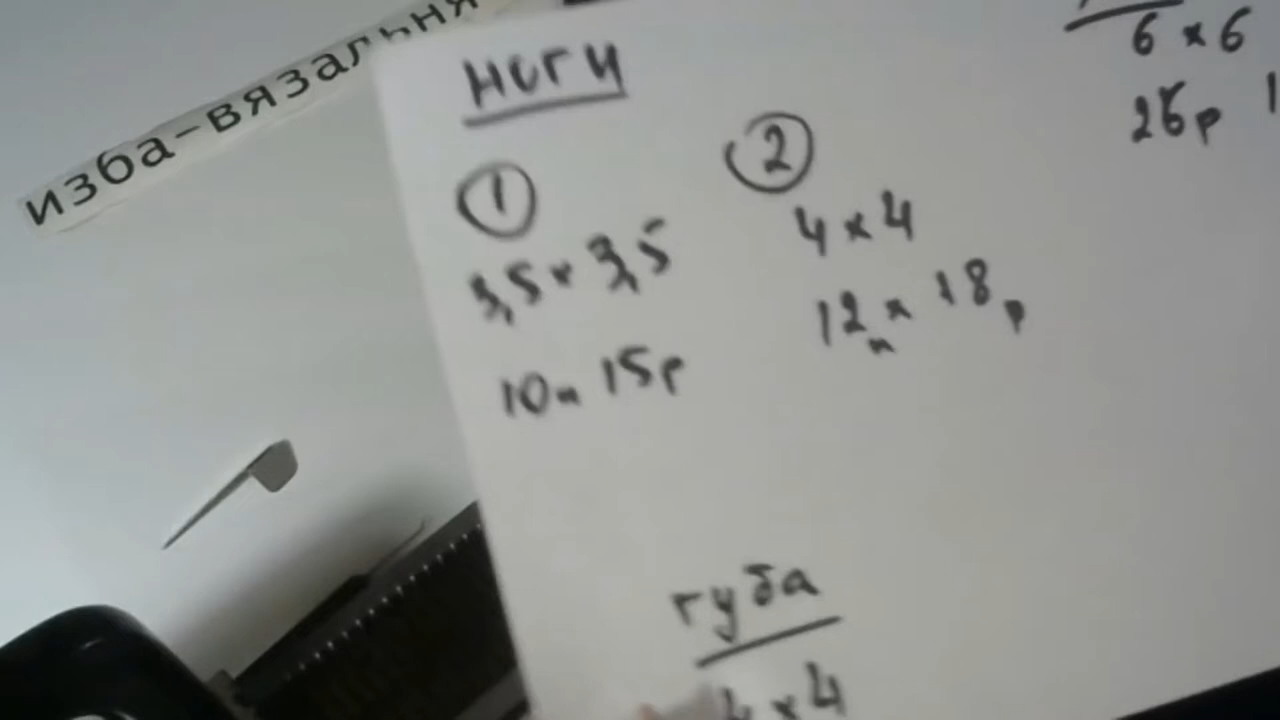 изба-вязальня
ноги
1
3,5 x 3,5
10п 15р
2
4 x 4
12п x 18р
6 x 6
26р
губа
4 x 4